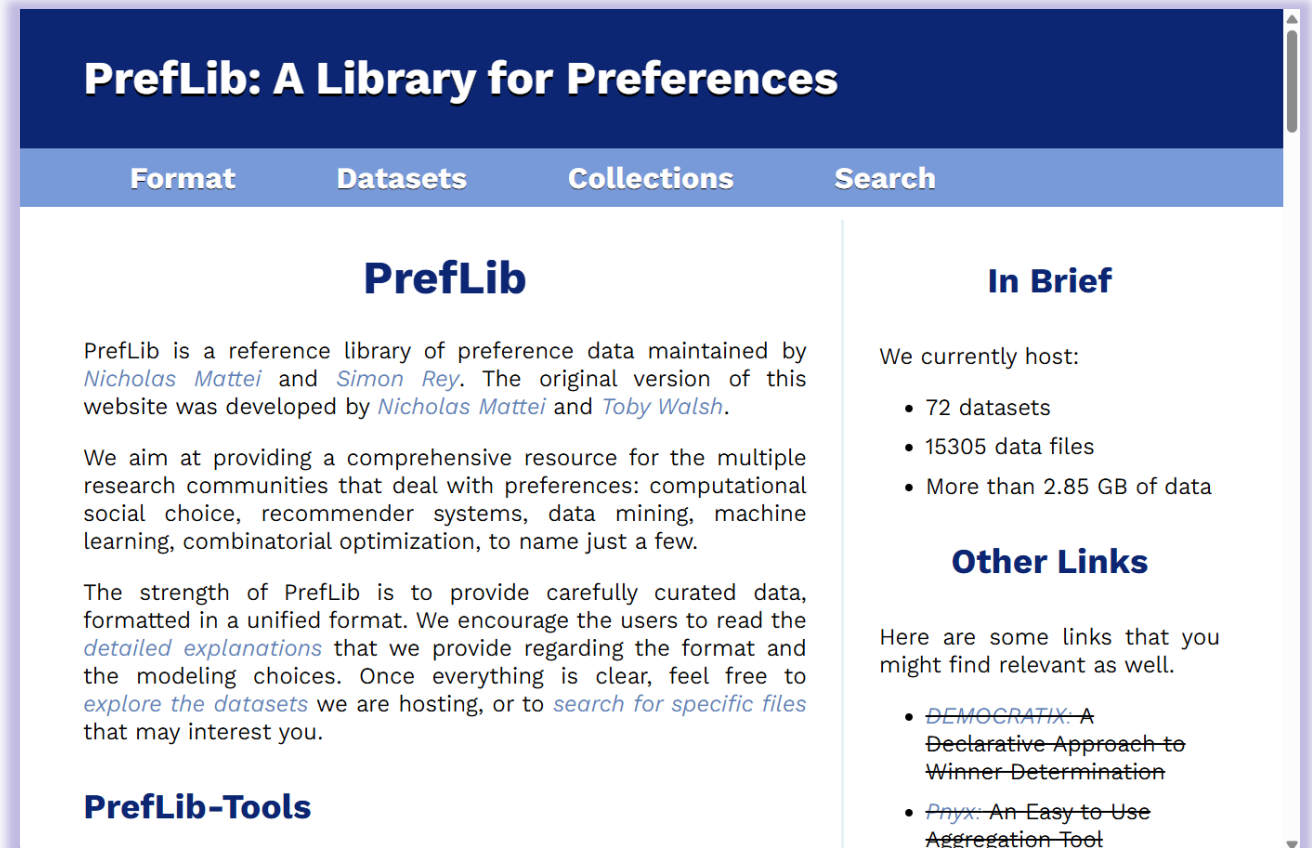 PrefLib: A Library for Preferences
Format Datasets Collections Search
PrefLib
PrefLib is a reference library of preference data maintained by
Nicholas Mattei and Simon Rey. The original version of this
website was developed by Nicholas Mattei and Toby Walsh.
We aim at providing a comprehensive resource for the multiple
research communities that deal with preferences: computational
social choice, recommender systems, data mining, machine
learning, combinatorial optimization, to name just a few.
The strength of PrefLib is to provide carefully curated data,
formatted in a unified format. We encourage the users to read the
detailed explanations that we provide regarding the format and
the modeling choices. Once everything is clear, feel free to
explore the datasets we are hosting, or to search for specific files
that may interest you.
PrefLib-Tools
In Brief
We currently host:
• 72 datasets
• 15305 data files
• More than 2.85 GB of data
Other Links
Here are some links that you
might find relevant as well.
• DEMOCRATIX: A
Declarative Approach to
Winner Determination
• Pnyx: An Easy to Use
Aggregation Tool